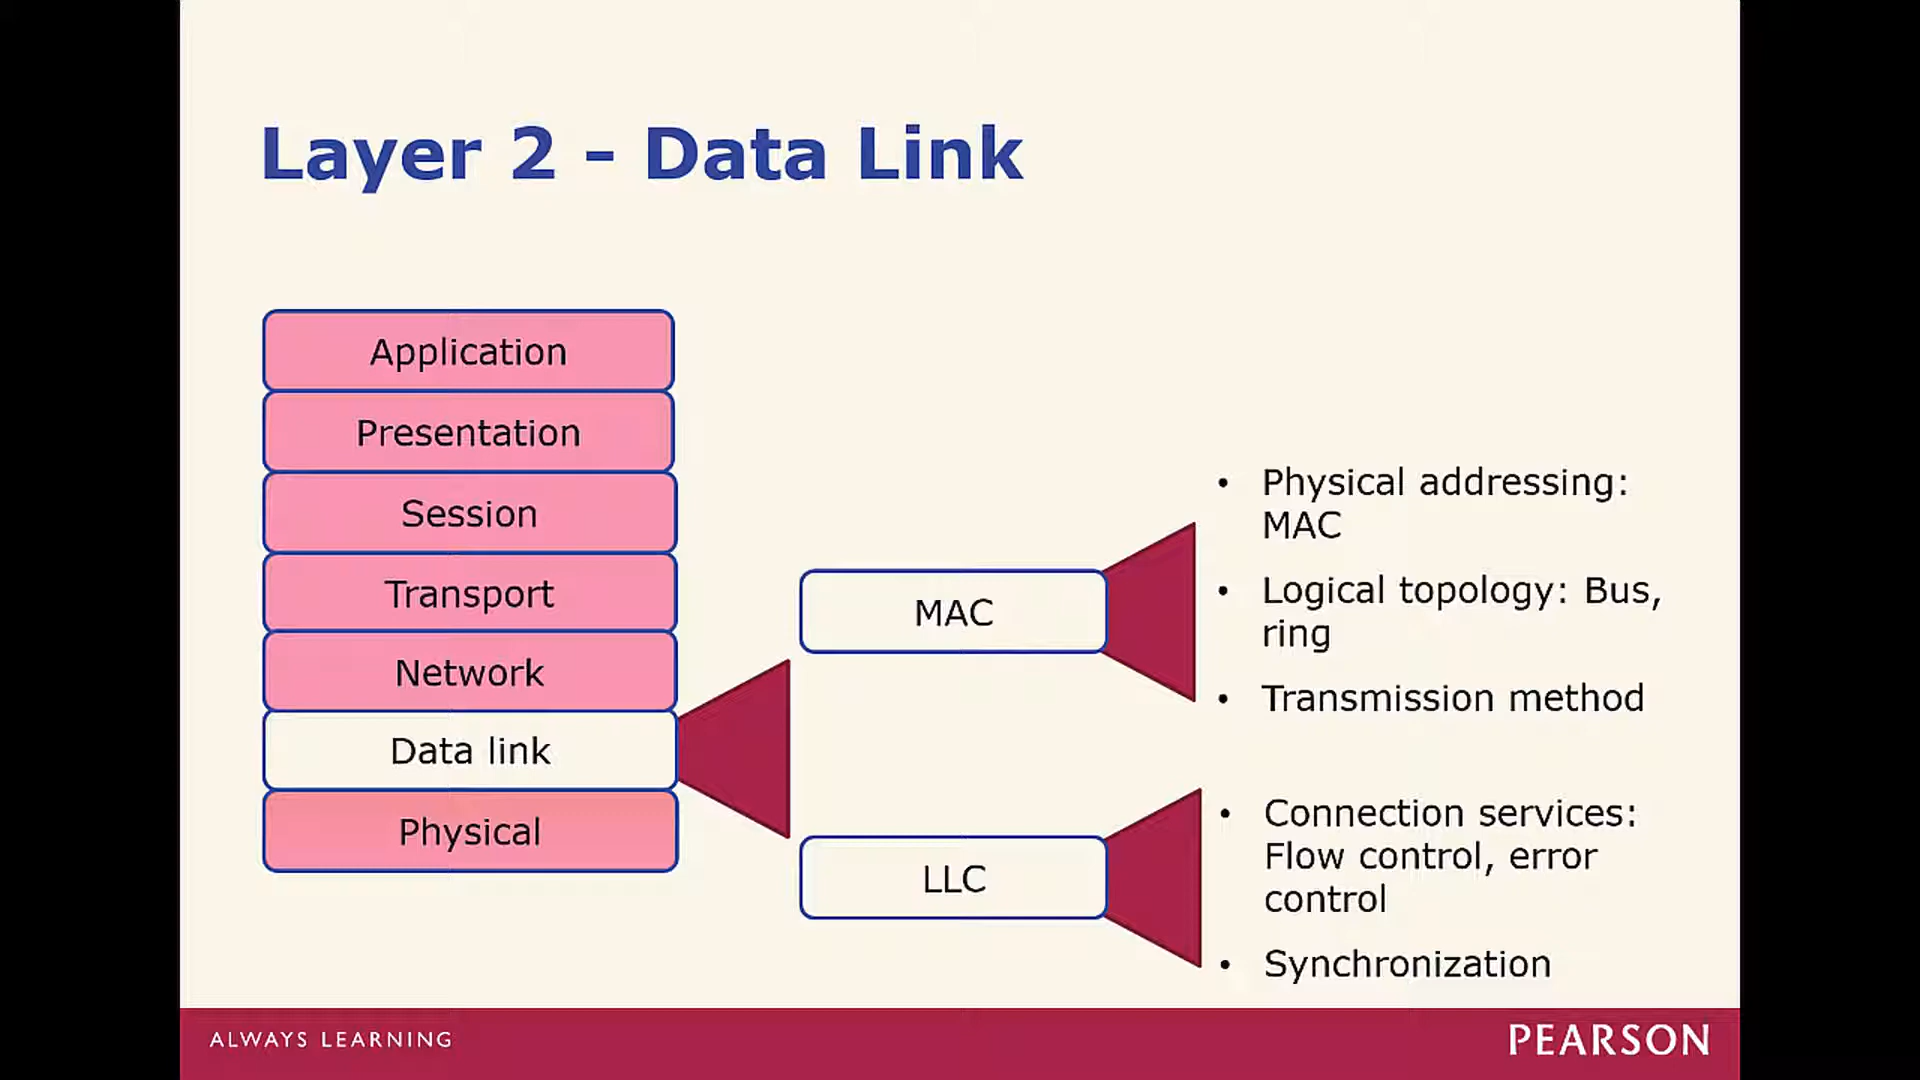 Layer 2 - Data Link
Application
Presentation
Session
Transport
Network
Data link
Physical
MAC
• Physical addressing:
MAC
• Logical topology: Bus,
ring
• Transmission method
LLC
• Connection services:
Flow control, error
control
• Synchronization
ALWAYS LEARNING
PEARSON